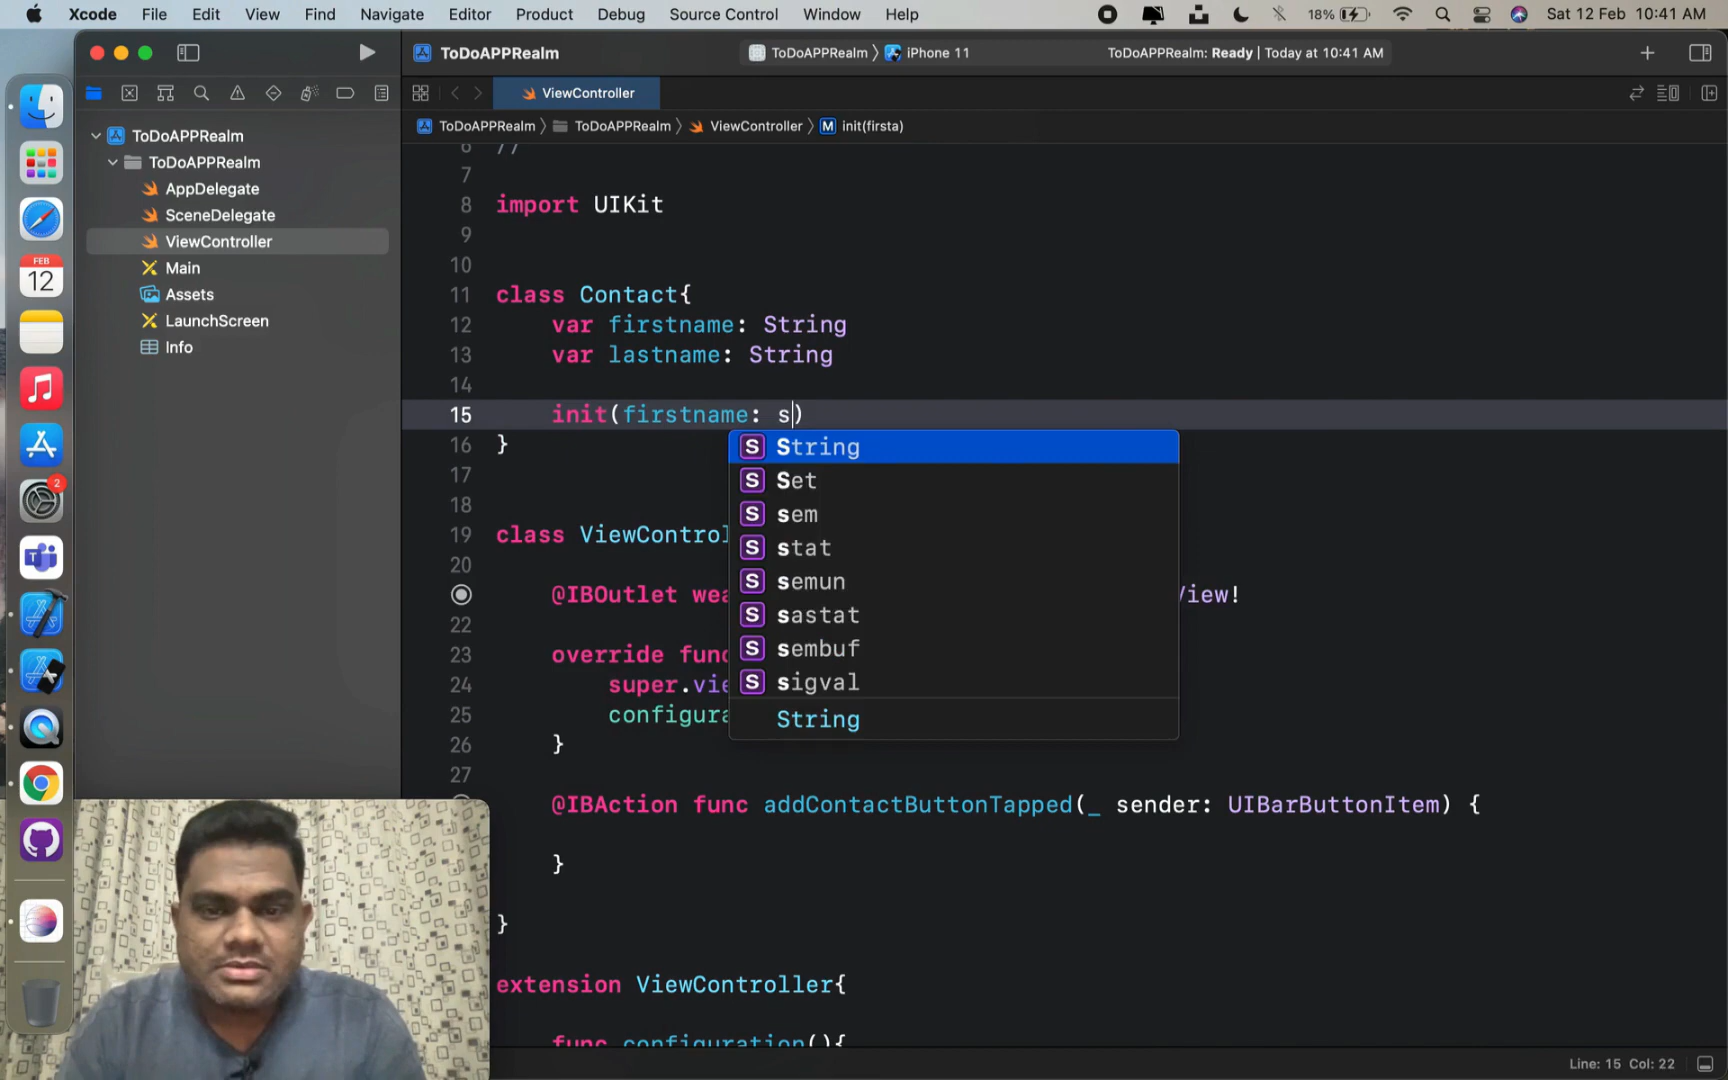 Xcode File Edit View Find Navigate Editor Product Debug Source Control Window Help 18% Sat 12 Feb 10:41 AM
ToDoAPPRealm ToDoAPPRealm iPhone 11 ToDoAPPRealm: Ready | Today at 10:41 AM
ViewController
ToDoAPPRealm ToDoAPPRealm ViewController M init(firsta)
ToDoAPPRealm
ToDoAPPRealm
AppDelegate
SceneDelegate
ViewController
Main
Assets
LaunchScreen
Info
FEB
12
2
6 //
7
8 import UIKit
9
10
11 class Contact{
12 var firstname: String
13 var lastname: String
14
15 init(firstname: s)
16 }
17
18
19 class ViewControl
20
@IBOutlet wea View!
22
23 override func
24 super.vie
25 configura
26 }
27
@IBAction func addContactButtonTapped(_ sender: UIBarButtonItem) {
}
}
extension ViewController{
func configuration(){
S String
S Set
S sem
S stat
S semun
S sastat
S sembuf
S sigval
String
Line: 15 Col: 22